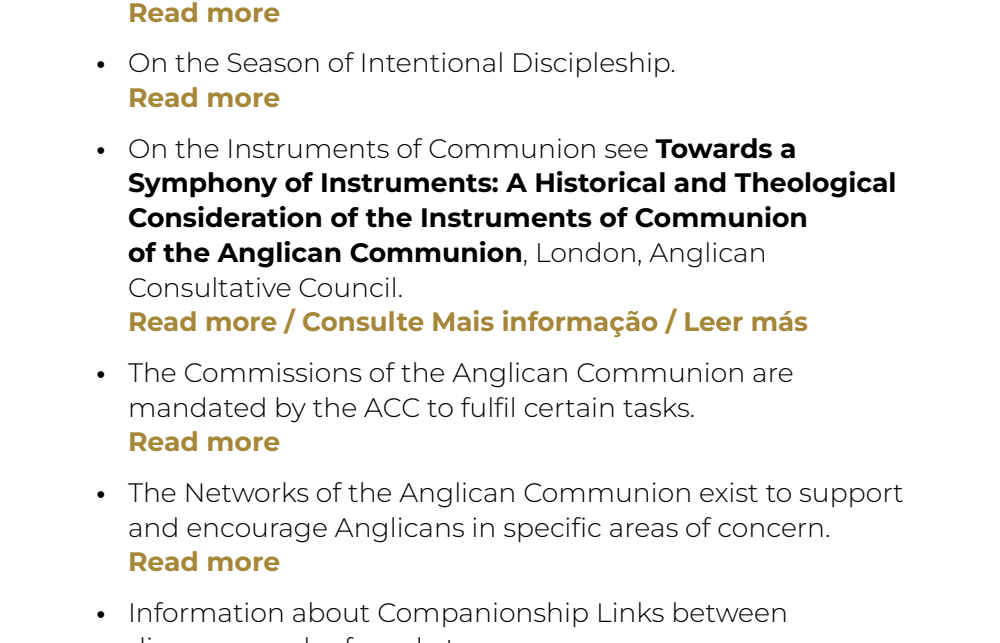 Read more
• On the Season of Intentional Discipleship.
Read more
• On the Instruments of Communion see Towards a
Symphony of Instruments: A Historical and Theological
Consideration of the Instruments of Communion
of the Anglican Communion, London, Anglican
Consultative Council.
Read more / Consulte Mais informação / Leer más
• The Commissions of the Anglican Communion are
mandated by the ACC to fulfil certain tasks.
Read more
• The Networks of the Anglican Communion exist to support
and encourage Anglicans in specific areas of concern.
Read more
• Information about Companionship Links between